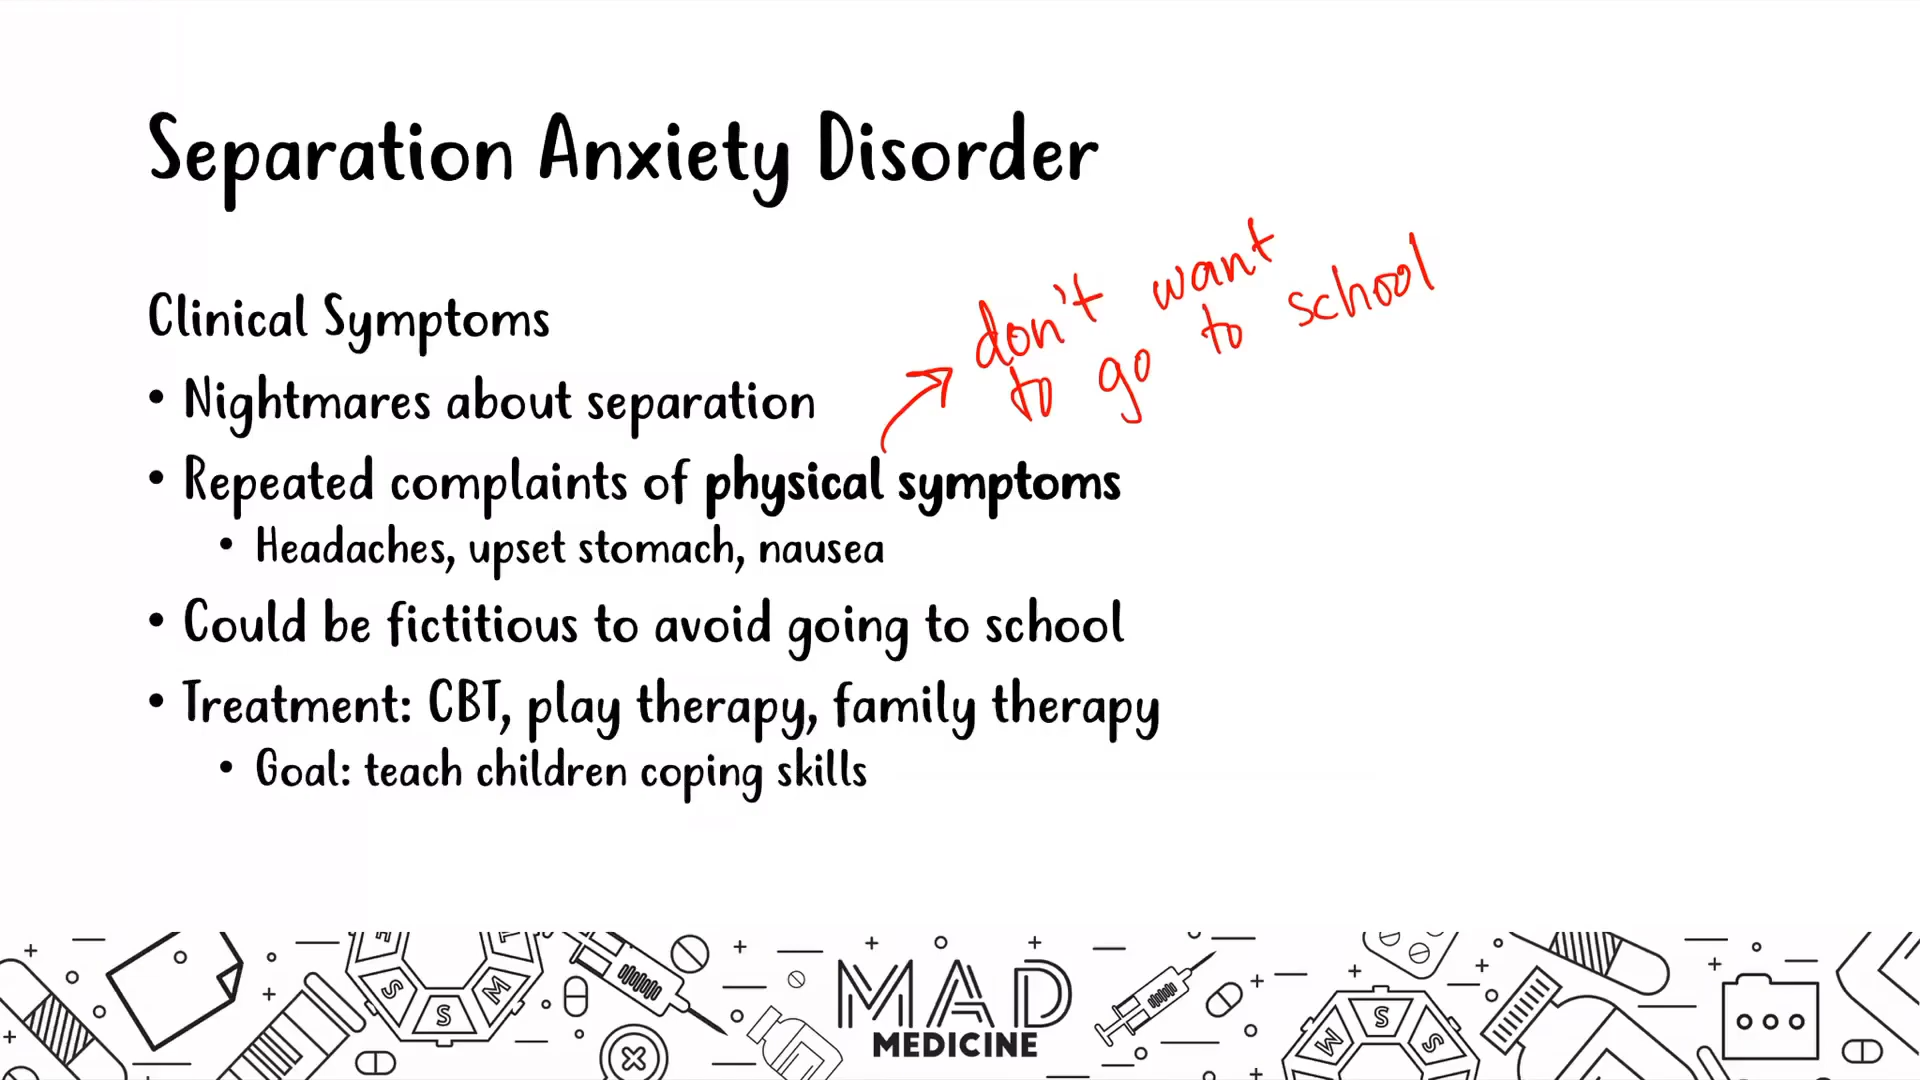 Separation Anxiety Disorder
don't want
to go to school
Clinical Symptoms
• Nightmares about separation
• Repeated complaints of physical symptoms
• Headaches, upset stomach, nausea
• Could be fictitious to avoid going to school
• Treatment: CBT, play therapy, family therapy
• Goal: teach children coping skills
S S M
MAD
MEDICINE
M S S